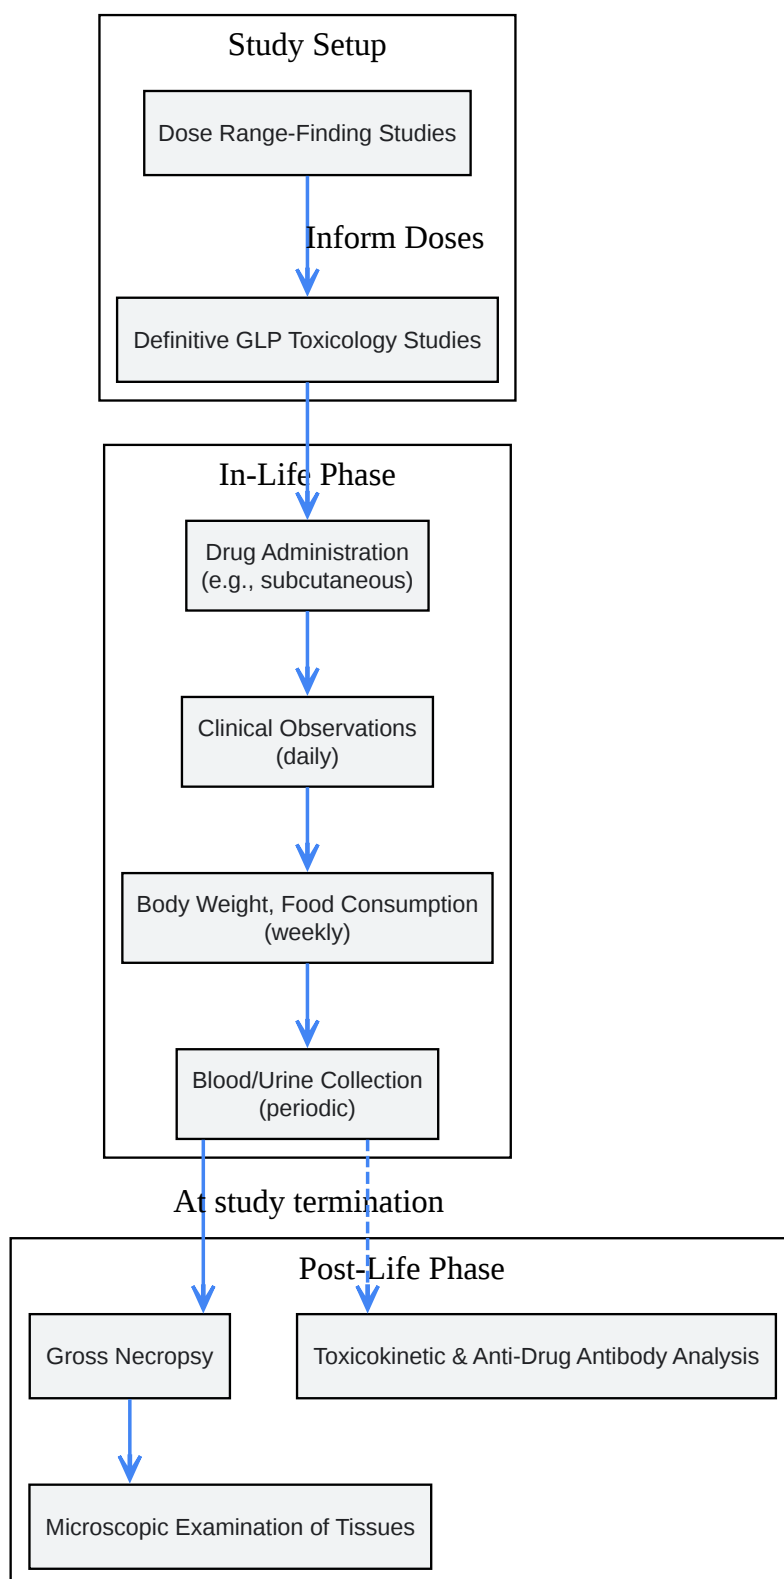 Study Setup
Dose Range-Finding Studies
Inform Doses
Definitive GLP Toxicology Studies
In-Life Phase
Drug Administration
(e.g., subcutaneous)
Clinical Observations
(daily)
Body Weight, Food Consumption
(weekly)
Blood/Urine Collection
(periodic)
At study termination
Post-Life Phase
Gross Necropsy
Toxicokinetic & Anti-Drug Antibody Analysis
Microscopic Examination of Tissues